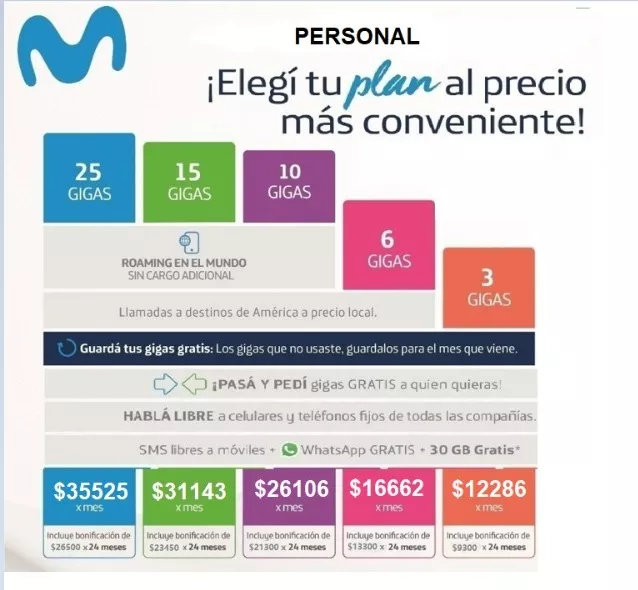 PERSONAL
¡Elegí tu plan al precio
más conveniente!
25
GIGAS
15
GIGAS
10
GIGAS
6
GIGAS
3
GIGAS
ROAMING EN EL MUNDO
SIN CARGO ADICIONAL
Llamadas a destinos de América a precio local.
Guardá tus gigas gratis: Los gigas que no usaste, guardalos para el mes que viene.
¡PASÁ Y PEDÍ gigas GRATIS a quien quieras!
HABLÁ LIBRE a celulares y teléfonos fijos de todas las compañías.
SMS libres a móviles + WhatsApp GRATIS + 30 GB Gratis*
$35525
x mes
$31143
x mes
$26106
x mes
$16662
x mes
$12286
x mes
Incluye bonificación de
$26500 x 24 meses
Incluye bonificación de
$23450 x 24 meses
Incluye bonificación de
$21300 x 24 meses
Incluye bonificación de
$13300 x 24 meses
Incluye bonificación de
$9300 x 24 meses